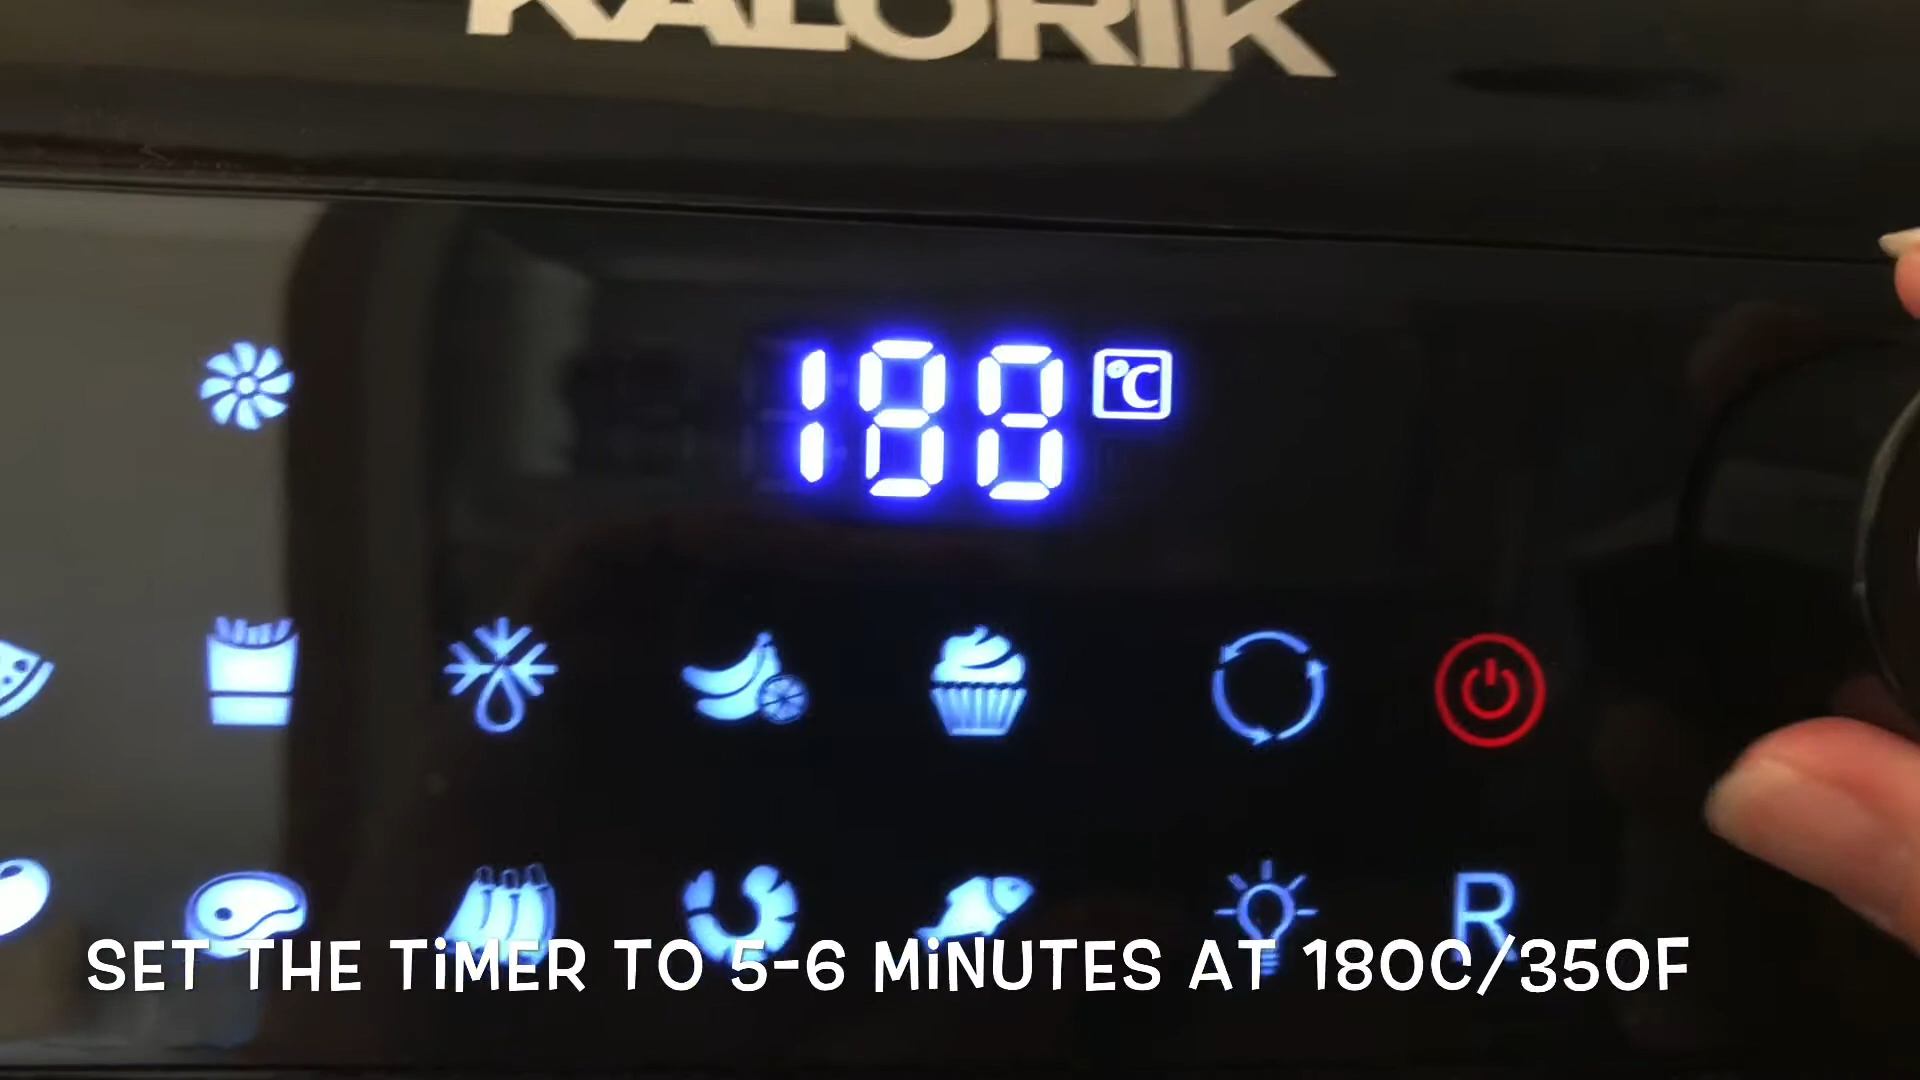 KALORIK
180 °C
R
SET THE TIMER TO 5-6 MINUTES AT 180C/350F